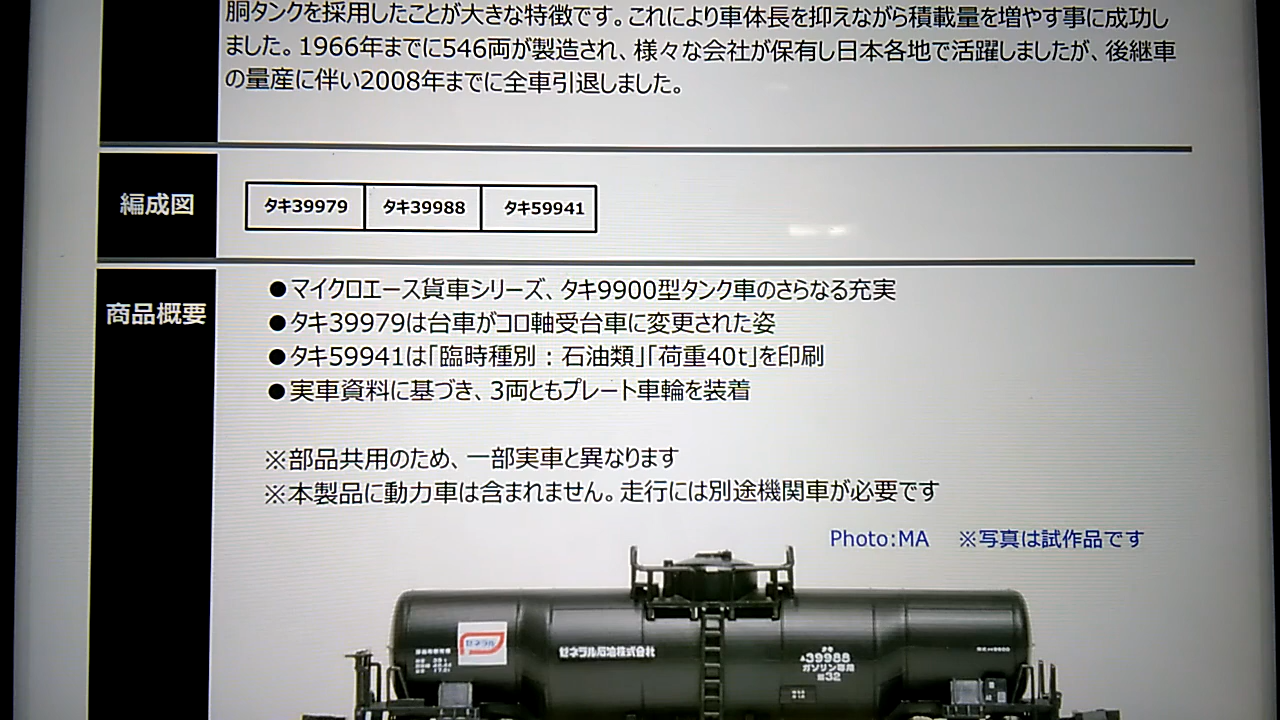 胴タンクを採用したことが大きな特徴です。これにより車体長を抑えながら積載量を増やす事に成功し
ました。1966年までに546両が製造され、様々な会社が保有し日本各地で活躍しましたが、後継車
の量産に伴い2008年までに全車引退しました。
編成図
タキ39979 タキ39988 タキ59941
商品概要
●マイクロエース貨車シリーズ、タキ9900型タンク車のさらなる充実
●タキ39979は台車がコロ軸受台車に変更された姿
●タキ59941は「臨時種別：石油類」「荷重40t」を印刷
●実車資料に基づき、3両ともプレート車輪を装着
※部品共用のため、一部実車と異なります
※本製品に動力車は含まれません。走行には別途機関車が必要です
Photo:MA ※写真は試作品です
ゼネラル
ゼネラル石油株式会社
タキ
39988
ガソリン専用
32